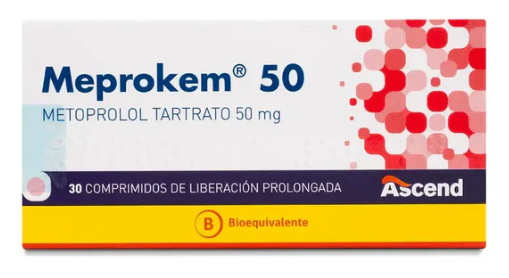 Meprokem® 50
METOPROLOL TARTRATO 50 mg
30 COMPRIMIDOS DE LIBERACIÓN PROLONGADA
Ascend
B Bioequivalente